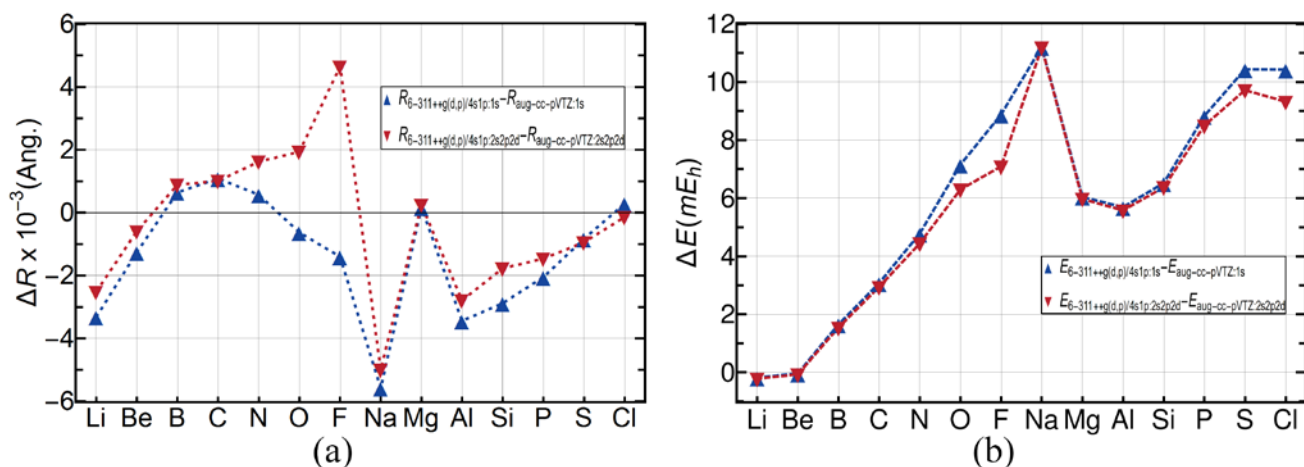 6
4
2
0
−2
−4
−6
ΔR x 10⁻³(Ang.)
R6−311++g(d,p)/4s1p:1s−Raug−cc−pVTZ:1s
R6−311++g(d,p)/4s1p:2s2p2d−Raug−cc−pVTZ:2s2p2d
Li Be B C N O F Na Mg Al Si P S Cl
(a)
12
10
8
6
4
2
0
ΔE(mEh)
E6−311++g(d,p)/4s1p:1s−Eaug−cc−pVTZ:1s
E6−311++g(d,p)/4s1p:2s2p2d−Eaug−cc−pVTZ:2s2p2d
Li Be B C N O F Na Mg Al Si P S Cl
(b)